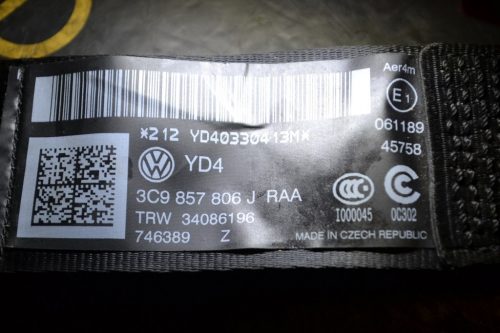 Aer4m
E1
*212 YD40330413M*
061189
45758
YD4
3C9 857 806 J RAA
TRW 34086196
I000045
0C302
746389 Z
MADE IN CZECH REPUBLIC